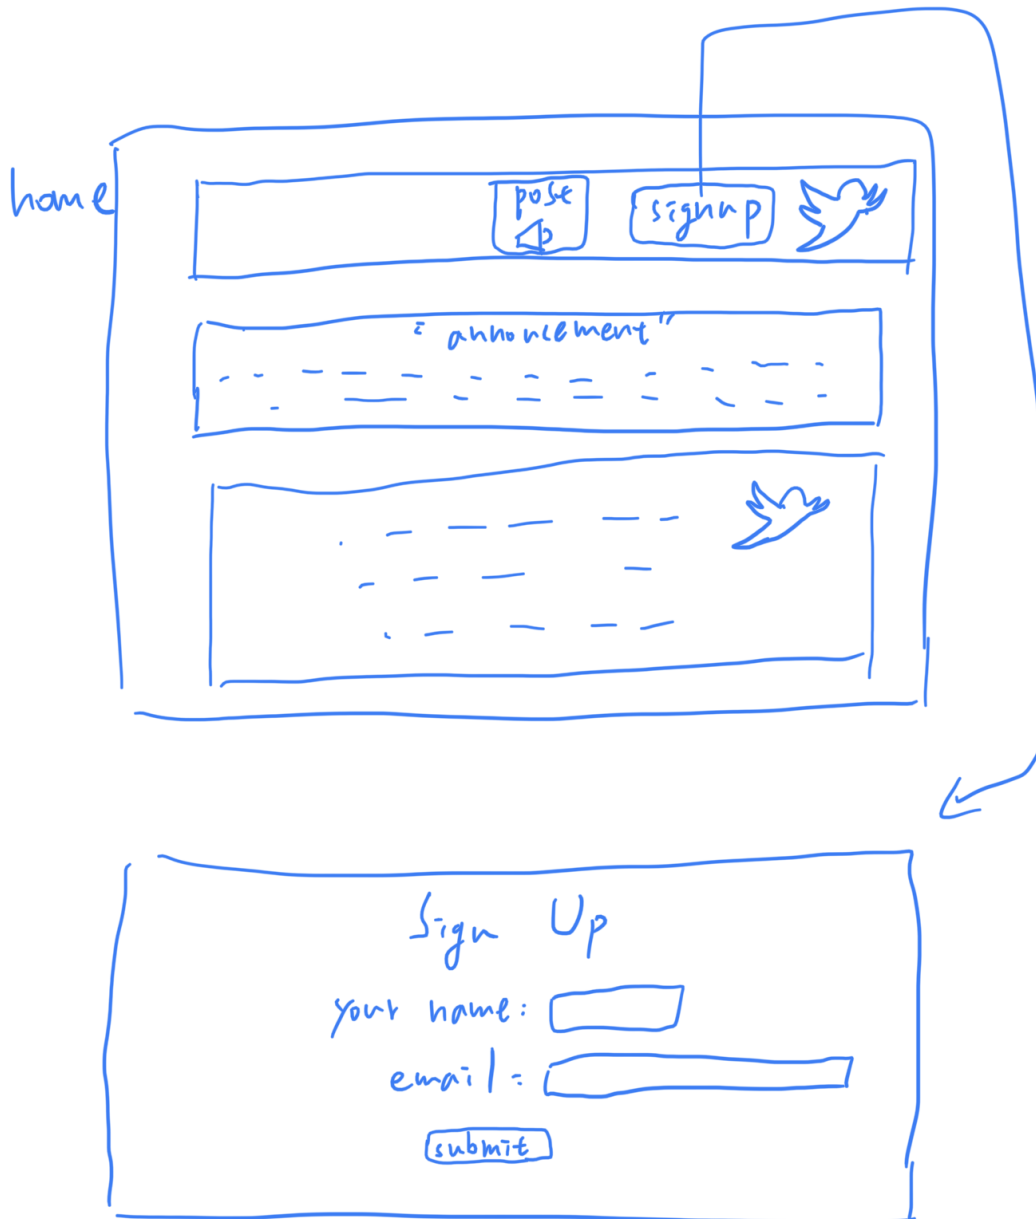 home
post
signup
"annoncement"
Sign Up
your name:
email:
submit